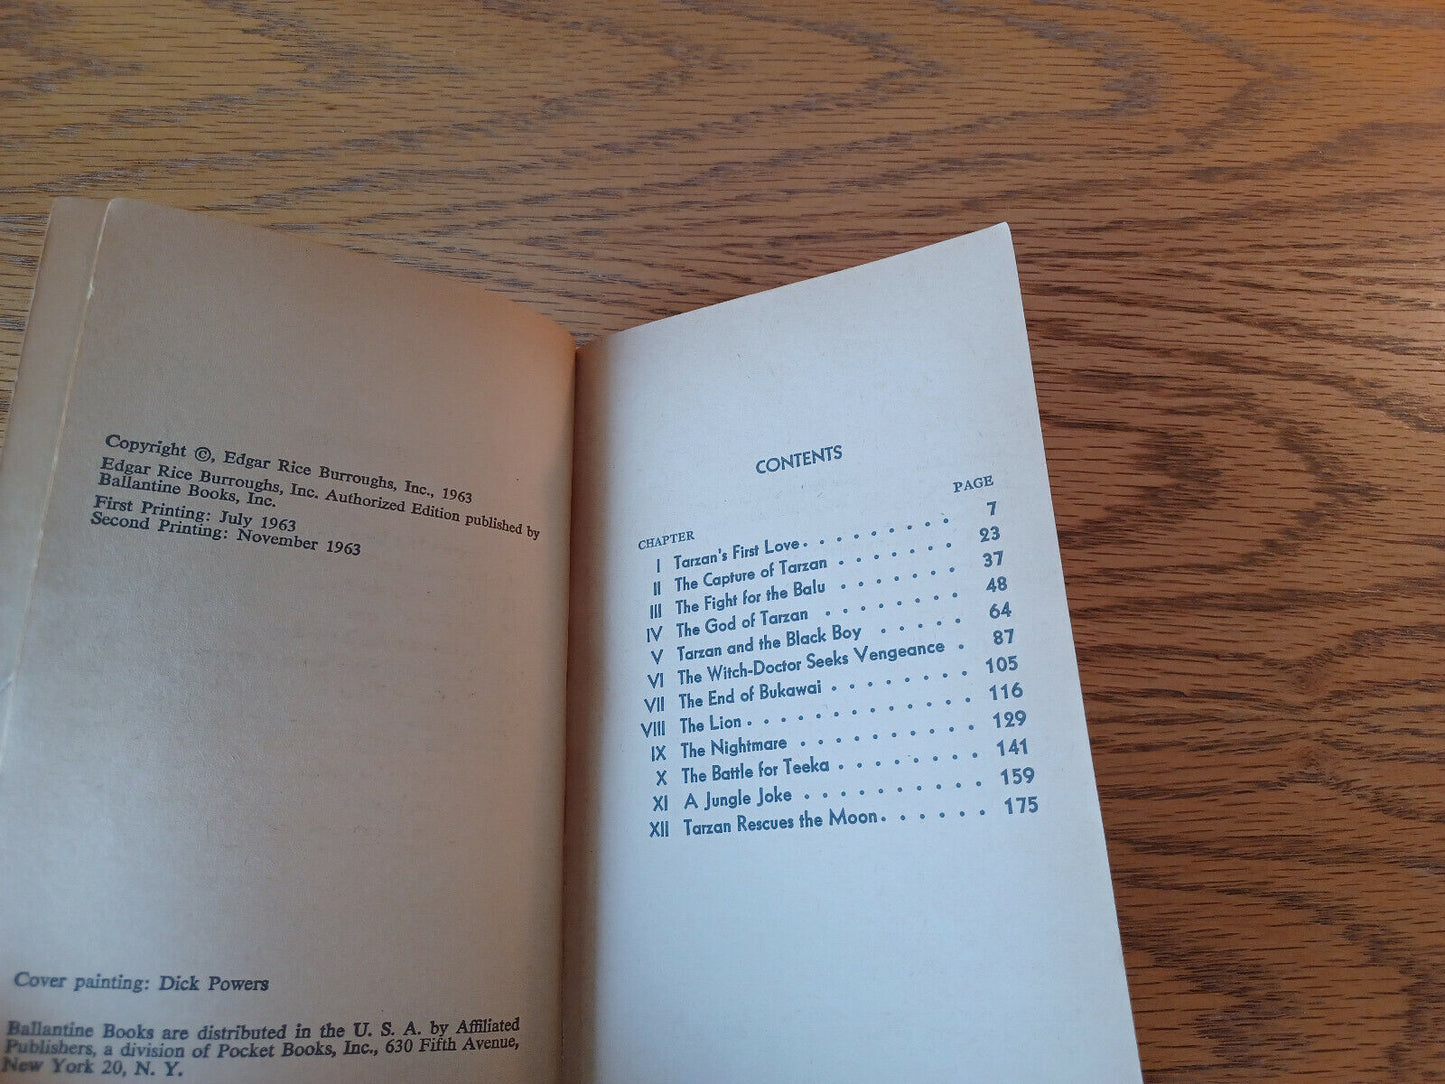 Copyright ©, Edgar Rice Burroughs, Inc., 1963
Edgar Rice Burroughs, Inc. Authorized Edition published by
Ballantine Books, Inc.
First Printing: July 1963
Second Printing: November 1963
Cover painting: Dick Powers
Ballantine Books are distributed in the U. S. A. by Affiliated
Publishers, a division of Pocket Books, Inc., 630 Fifth Avenue,
New York 20, N. Y.
CONTENTS
CHAPTER PAGE
I Tarzan's First Love . . . . . . . . . 7
II The Capture of Tarzan . . . . . . . 23
III The Fight for the Balu . . . . . . . 37
IV The God of Tarzan . . . . . . . 48
V Tarzan and the Black Boy . . . . . 64
VI The Witch-Doctor Seeks Vengeance . 87
VII The End of Bukawai . . . . . . . 105
VIII The Lion . . . . . . . . . . . 116
IX The Nightmare . . . . . . . . . 129
X The Battle for Teeka . . . . . . . 141
XI A Jungle Joke . . . . . . . . . 159
XII Tarzan Rescues the Moon . . . . . . 175